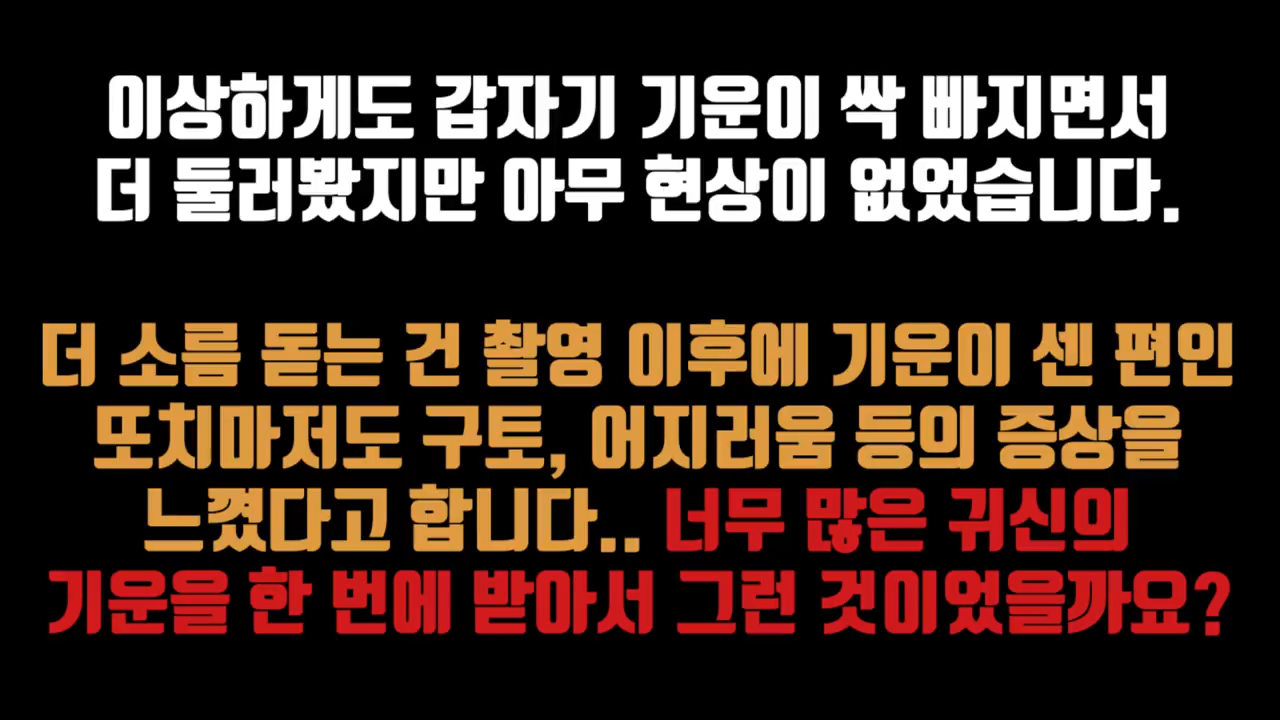 이상하게도 갑자기 기운이 싹 빠지면서
더 둘러봤지만 아무 현상이 없었습니다.
더 소름 돋는 건 촬영 이후에 기운이 센 편인
또치마저도 구토, 어지러움 등의 증상을
느꼈다고 합니다.. 너무 많은 귀신의
기운을 한 번에 받아서 그런 것이었을까요?